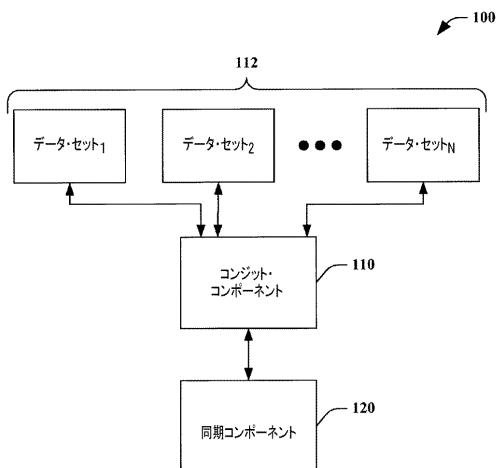 100
112
データ・セット1
データ・セット2
データ・セットN
コンジット・
コンポーネント
110
同期コンポーネント
120